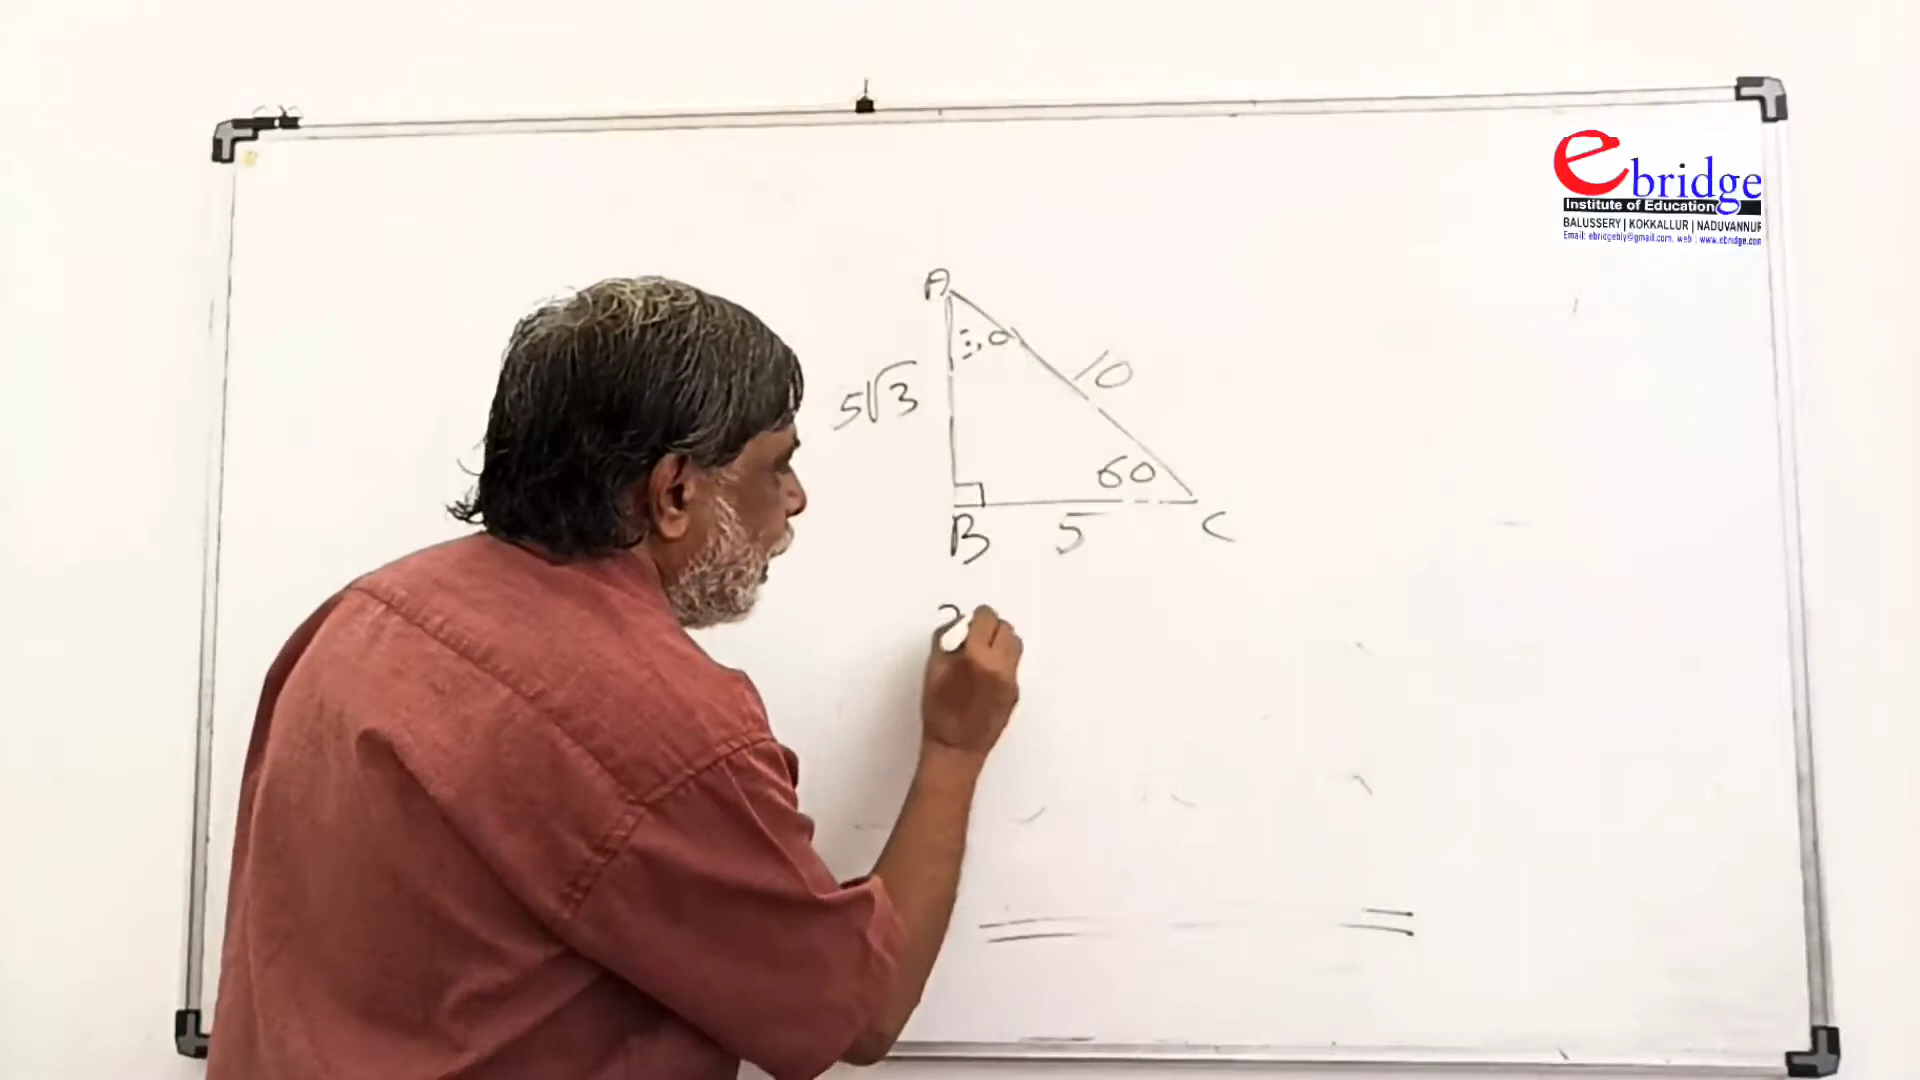 ebridge
Institute of Education
BALUSSERY | KOKKALLUR | NADUVANNUR
Email: ebridgebly@gmail.com, web : www.ebridge.com
A
30
10
5√3
60
B
5
C